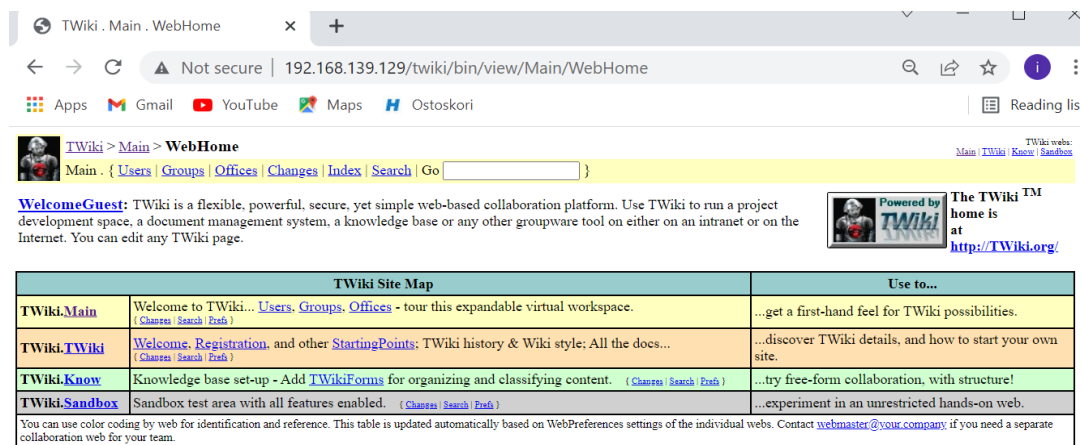 TWiki . Main . WebHome
Not secure | 192.168.139.129/twiki/bin/view/Main/WebHome
i
Apps Gmail YouTube Maps H Ostoskori Reading lis
TWiki > Main > WebHome
TWiki webs:
Main | TWiki | Know | Sandbox
Main . { Users | Groups | Offices | Changes | Index | Search | Go }
WelcomeGuest: TWiki is a flexible, powerful, secure, yet simple web-based collaboration platform. Use TWiki to run a project
development space, a document management system, a knowledge base or any other groupware tool on either on an intranet or on the
Internet. You can edit any TWiki page.
Powered by
TWiki
The TWiki TM
home is
at
http://TWiki.org/
TWiki Site Map Use to...
TWiki.Main Welcome to TWiki... Users, Groups, Offices - tour this expandable virtual workspace.
{ Changes | Search | Prefs }
...get a first-hand feel for TWiki possibilities.
TWiki.TWiki Welcome, Registration, and other StartingPoints; TWiki history & Wiki style; All the docs...
{ Changes | Search | Prefs }
...discover TWiki details, and how to start your own
site.
TWiki.Know Knowledge base set-up - Add TWikiForms for organizing and classifying content. { Changes | Search | Prefs } ...try free-form collaboration, with structure!
TWiki.Sandbox Sandbox test area with all features enabled. { Changes | Search | Prefs } ...experiment in an unrestricted hands-on web.
You can use color coding by web for identification and reference. This table is updated automatically based on WebPreferences settings of the individual webs. Contact webmaster@your.company if you need a separate
collaboration web for your team.